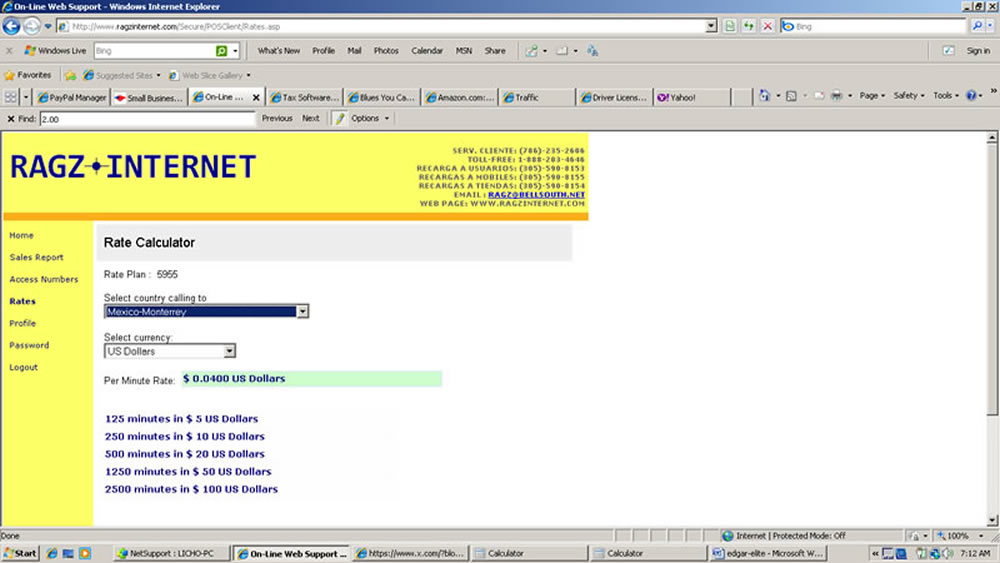 On-Line Web Support - Windows Internet Explorer
http://www.ragzinternet.com/Secure/POSClient/Rates.asp
Bing
Windows Live Bing What's New Profile Mail Photos Calendar MSN Share Sign in
Favorites Suggested Sites Web Slice Gallery
PayPal Manager Small Business... On-Line ... Tax Software... Blues You Ca... Amazon.com:... Traffic Driver Licens... Yahoo! Page Safety Tools
Find: 2.00 Previous Next Options
RAGZ INTERNET
SERV. CLIENTE: (786)-235-2606
TOLL-FREE: 1-888-203-4646
RECARGA A USUARIOS: (305)-590-8153
RECARGAS A MOBILES: (305)-590-8155
RECARGAS A TIENDAS: (305)-590-8154
EMAIL: RAGZ@BELLSOUTH.NET
WEB PAGE: WWW.RAGZINTERNET.COM
Home
Sales Report
Access Numbers
Rates
Profile
Password
Logout
Rate Calculator
Rate Plan : 5955
Select country calling to
Mexico-Monterrey
Select currency:
US Dollars
Per Minute Rate: $ 0.0400 US Dollars
125 minutes in $ 5 US Dollars
250 minutes in $ 10 US Dollars
500 minutes in $ 20 US Dollars
1250 minutes in $ 50 US Dollars
2500 minutes in $ 100 US Dollars
Done Internet | Protected Mode: Off 100%
Start NetSupport : LICHO-PC On-Line Web Support ... https://www.x.com/?blo... Calculator Calculator edgar-elite - Microsoft W... 7:12 AM